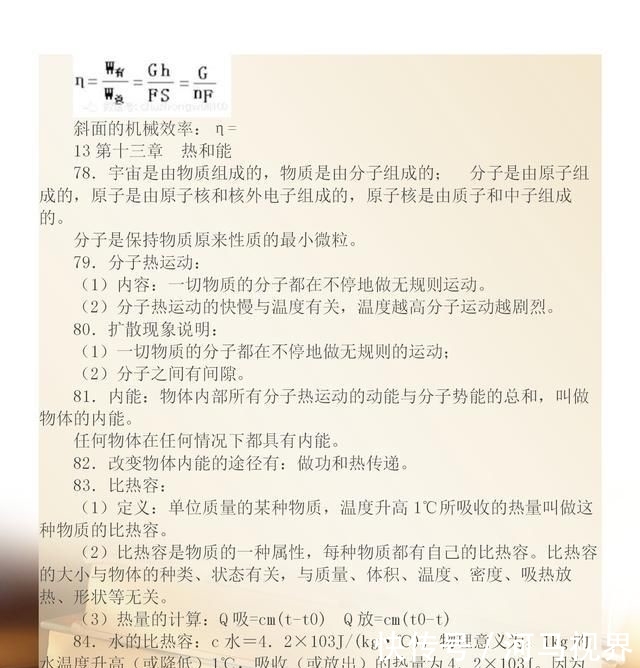 η=W有/W总=Gh/FS=G/nF
斜面的机械效率：η=
13 第十三章　热和能
78．宇宙是由物质组成的，物质是由分子组成的；　分子是由原子组
成的，原子是由原子核和核外电子组成的，原子核是由质子和中子组成
的。
分子是保持物质原来性质的最小微粒。
79．分子热运动：
（1）内容：一切物质的分子都在不停地做无规则运动。
（2）分子热运动的快慢与温度有关，温度越高分子运动越剧烈。
80．扩散现象说明：
（1）一切物质的分子都在不停地做无规则的运动；
（2）分子之间有间隙。
81．内能：物体内部所有分子热运动的动能与分子势能的总和，叫做
物体的内能。
任何物体在任何情况下都具有内能。
82．改变物体内能的途径有：做功和热传递。
83．比热容：
（1）定义：单位质量的某种物质，温度升高1℃所吸收的热量叫做这
种物质的比热容。
（2）比热容是物质的一种属性，每种物质都有自己的比热容。比热容
的大小与物体的种类、状态有关，与质量、体积、温度、密度、吸热放
热、形状等无关。
（3）热量的计算：Q吸=cm(t-t0)　Q放=cm(t0-t)
84．水的比热容：c水=4．2×103J/(kg·℃)，物理意义为：1kg的
水温度升高（或降低）1℃，吸收（或放出）的热量为4．2×103J。因为
快传号/河马视界